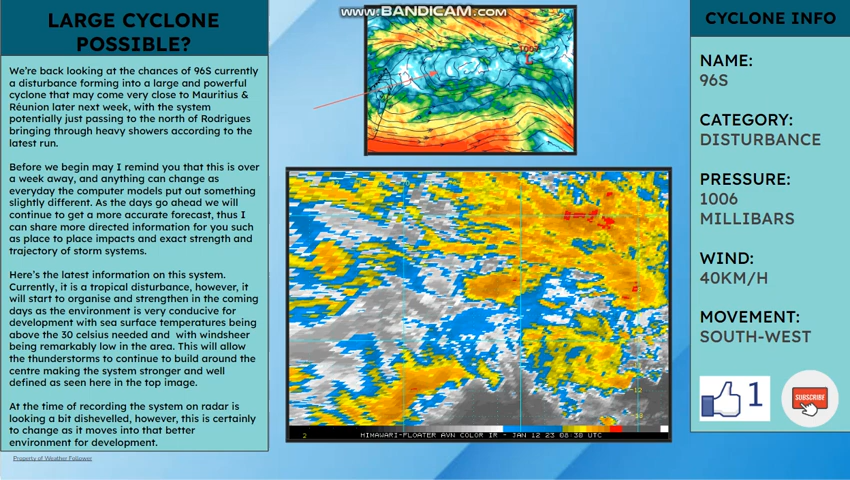 WWW.BANDICAM.COM
LARGE CYCLONE
POSSIBLE?
We're back looking at the chances of 96S currently
a disturbance forming into a large and powerful
cyclone that may come very close to Mauritius &
Réunion later next week, with the system
potentially just passing to the north of Rodrigues
bringing through heavy showers according to the
latest run.
Before we begin may I remind you that this is over
a week away, and anything can change as
everyday the computer models put out something
slightly different. As the days go ahead we will
continue to get a more accurate forecast, thus I
can share more directed information for you such
as place to place impacts and exact strength and
trajectory of storm systems.
Here's the latest information on this system.
Currently, it is a tropical disturbance, however, it
will start to organise and strengthen in the coming
days as the environment is very conducive for
development with sea surface temperatures being
above the 30 celsius needed and with windsheer
being remarkably low in the area. This will allow
the thunderstorms to continue to build around the
centre making the system stronger and well
defined as seen here in the top image.
At the time of recording the system on radar is
looking a bit dishevelled, however, this is certainly
to change as it moves into that better
environment for development.
Property of Weather Follower
L
-12
2
HIMAWARI-FLOATER AVN COLOR IR - JAN 12 23 08:30 UTC
CYCLONE INFO
NAME:
96S
CATEGORY:
DISTURBANCE
PRESSURE:
1006
MILLIBARS
WIND:
40KM/H
MOVEMENT:
SOUTH-WEST
1
SUBSCRIBE